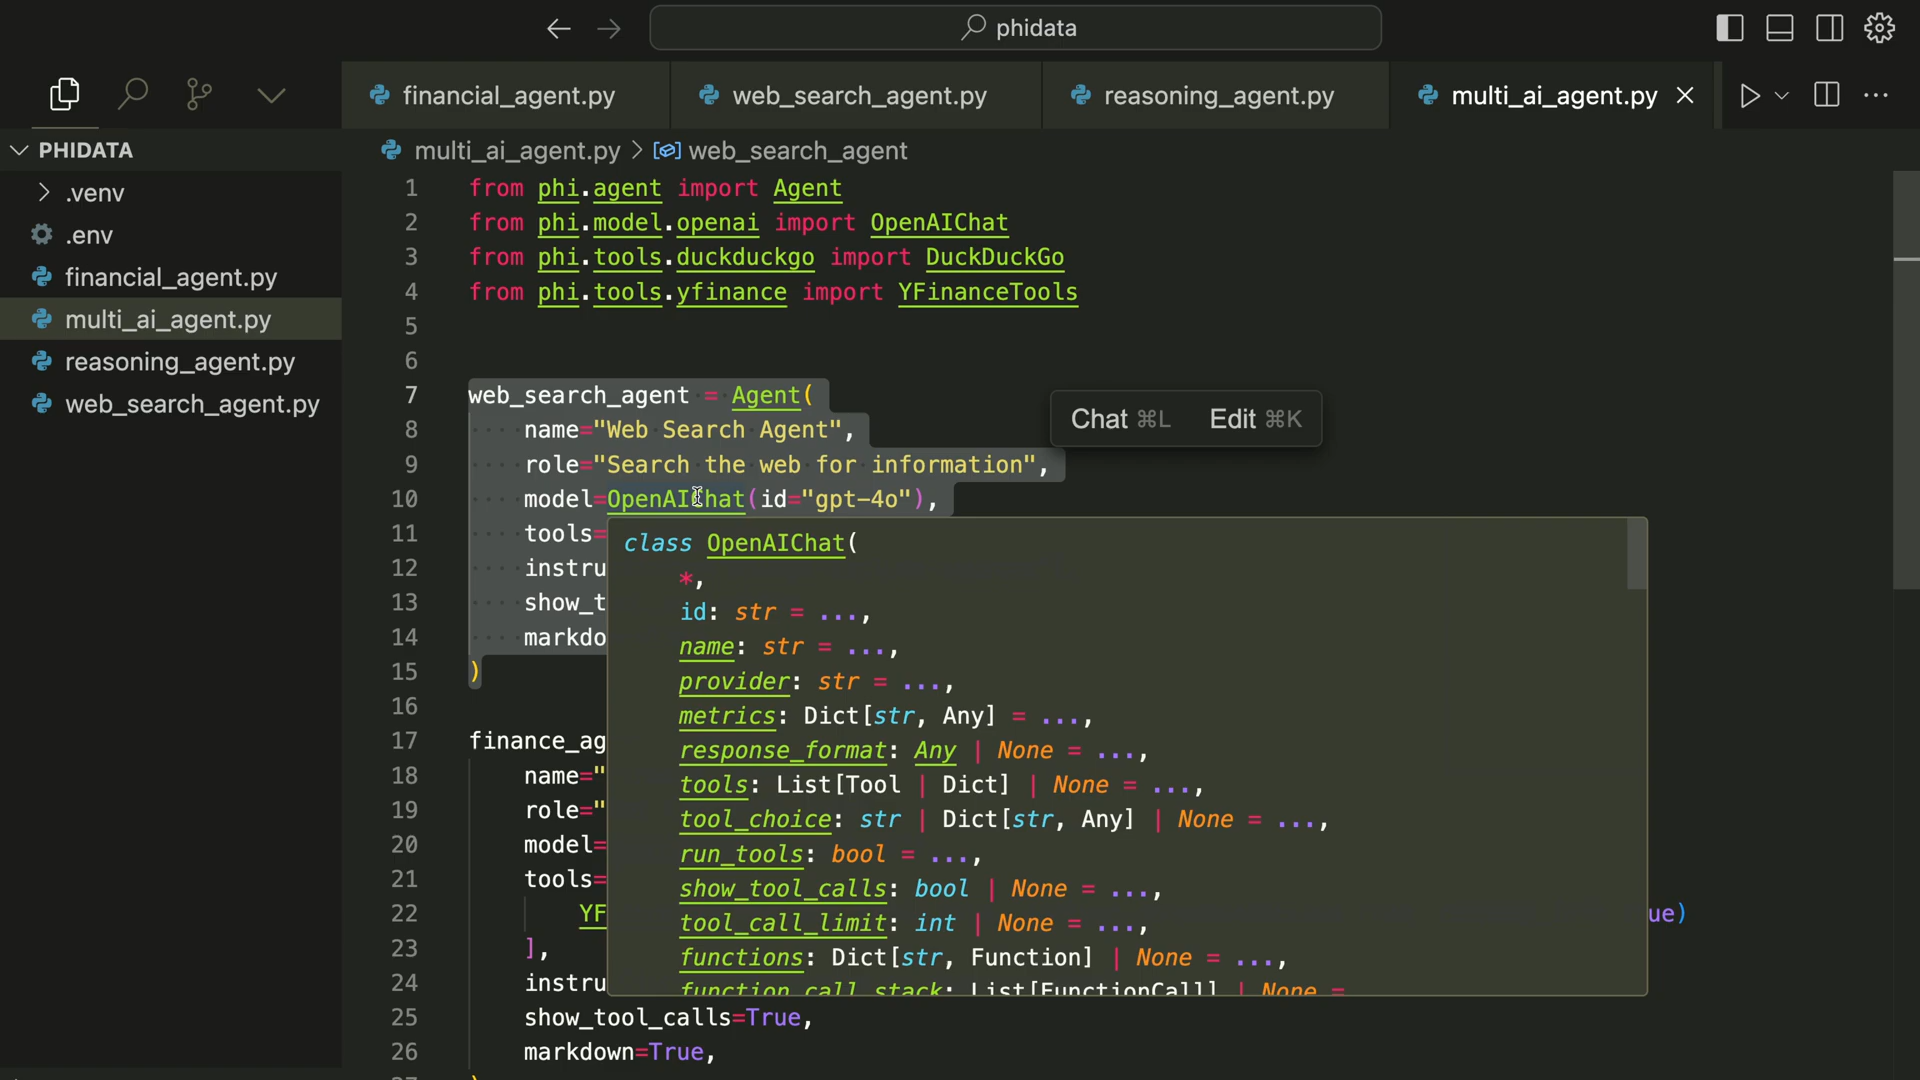 phidata
financial_agent.py
web_search_agent.py
reasoning_agent.py
multi_ai_agent.py
PHIDATA
.venv
.env
financial_agent.py
multi_ai_agent.py
reasoning_agent.py
web_search_agent.py
multi_ai_agent.py > web_search_agent
1 from phi.agent import Agent
2 from phi.model.openai import OpenAIChat
3 from phi.tools.duckduckgo import DuckDuckGo
4 from phi.tools.yfinance import YFinanceTools
5
6
7 web_search_agent = Agent(
8 name="Web Search Agent",
9 role="Search the web for information",
10 model=OpenAIChat(id="gpt-4o"),
11 tools=
12 instru
13 show_t
14 markdo
15 )
16
17 finance_ag
18 name="
19 role="
20 model=
21 tools=
22 YF ue)
23 ],
24 instru
25 show_tool_calls=True,
26 markdown=True,
Chat ⌘L Edit ⌘K
class OpenAIChat(
*,
id: str = ...,
name: str = ...,
provider: str = ...,
metrics: Dict[str, Any] = ...,
response_format: Any | None = ...,
tools: List[Tool | Dict] | None = ...,
tool_choice: str | Dict[str, Any] | None = ...,
run_tools: bool = ...,
show_tool_calls: bool | None = ...,
tool_call_limit: int | None = ...,
functions: Dict[str, Function] | None = ...,
function_call_stack: List[FunctionCall] | None =